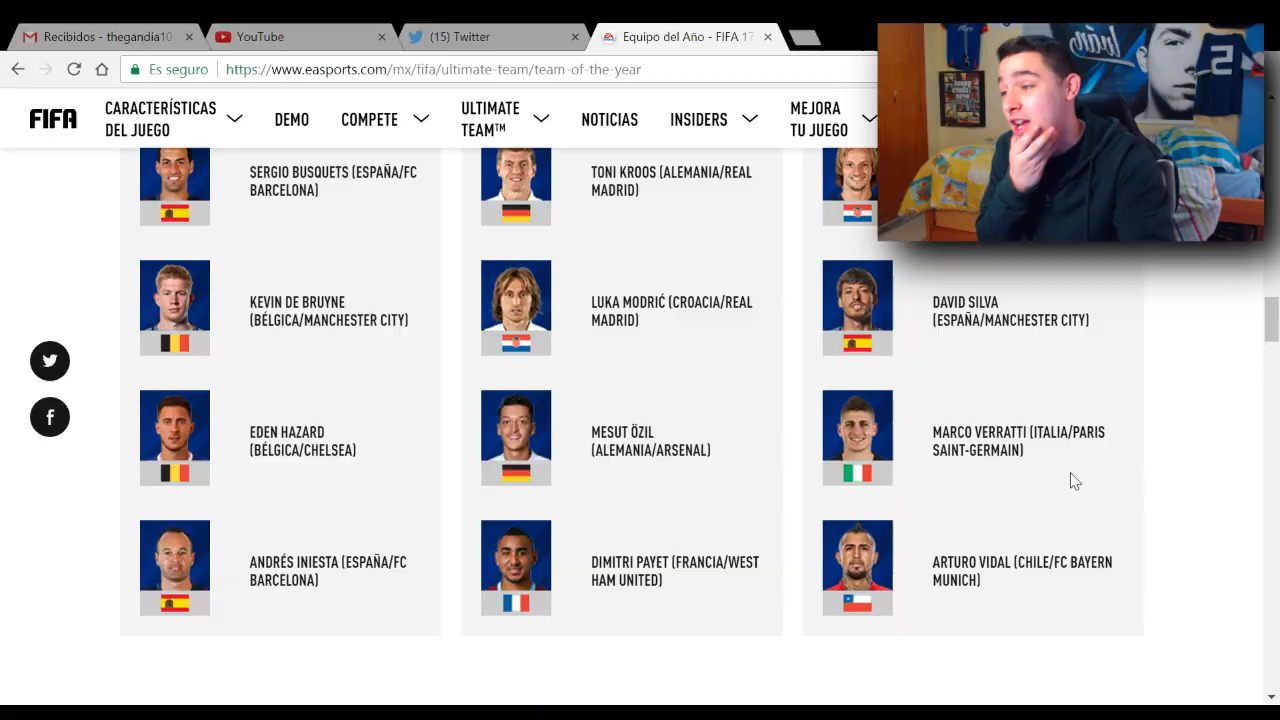 Recibidos - thegandia10
YouTube
(15) Twitter
Equipo del Año - FIFA 17
Es seguro
https://www.easports.com/mx/fifa/ultimate-team/team-of-the-year
FIFA
CARACTERÍSTICAS
DEL JUEGO
DEMO
COMPETE
ULTIMATE
TEAM™
NOTICIAS
INSIDERS
MEJORA
TU JUEGO
2
SERGIO BUSQUETS (ESPAÑA/FC
BARCELONA)
TONI KROOS (ALEMANIA/REAL
MADRID)
KEVIN DE BRUYNE
(BÉLGICA/MANCHESTER CITY)
LUKA MODRIĆ (CROACIA/REAL
MADRID)
DAVID SILVA
(ESPAÑA/MANCHESTER CITY)
EDEN HAZARD
(BÉLGICA/CHELSEA)
MESUT ÖZIL
(ALEMANIA/ARSENAL)
MARCO VERRATTI (ITALIA/PARIS
SAINT-GERMAIN)
ANDRÉS INIESTA (ESPAÑA/FC
BARCELONA)
DIMITRI PAYET (FRANCIA/WEST
HAM UNITED)
ARTURO VIDAL (CHILE/FC BAYERN
MUNICH)